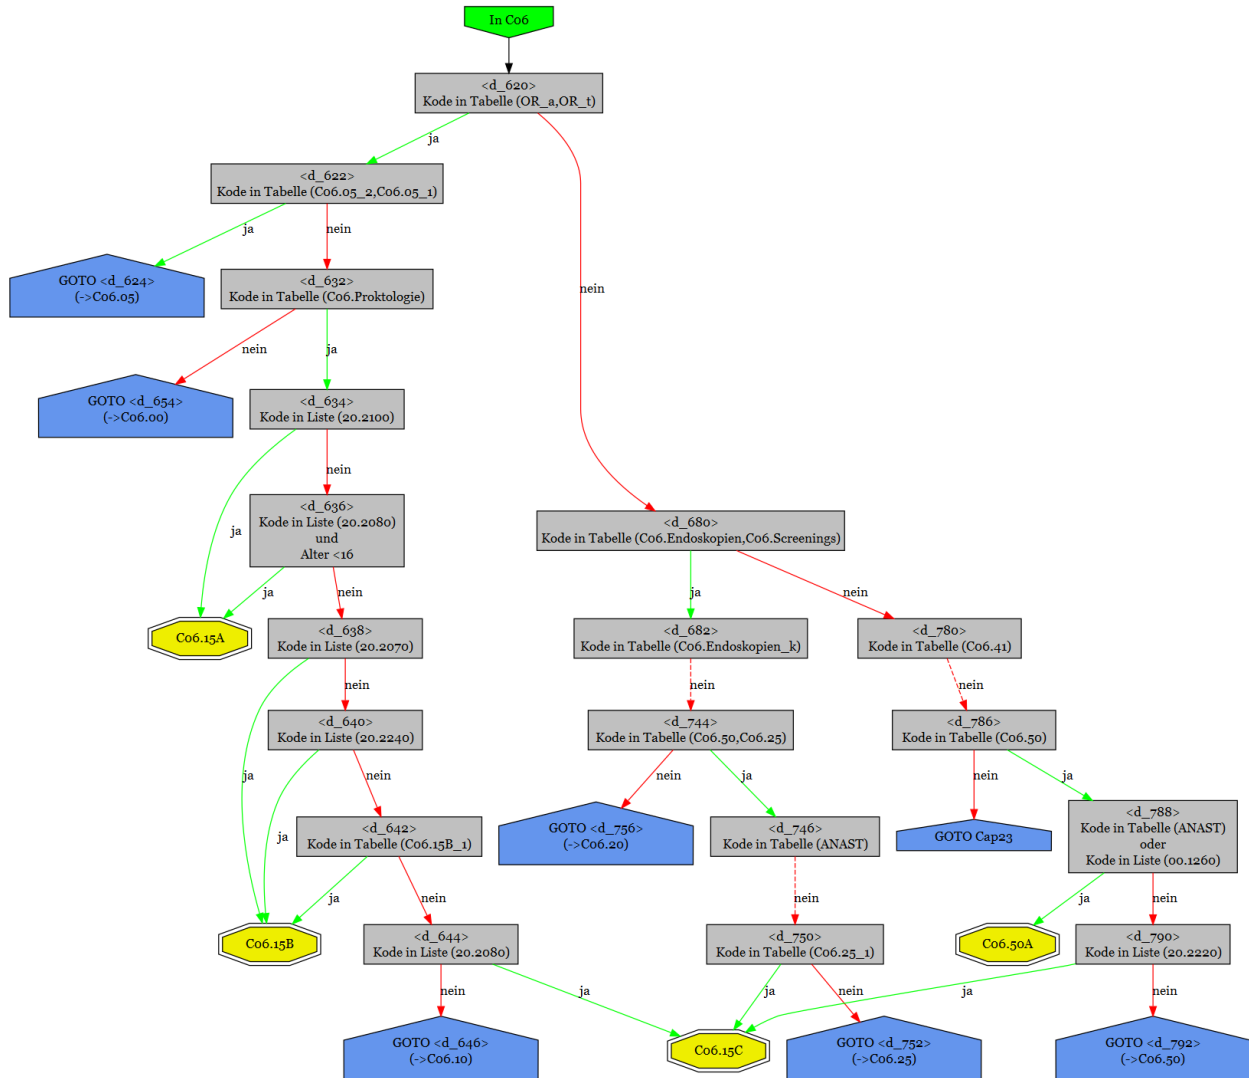 In C06
<d_620>
Kode in Tabelle (OR_a,OR_t)
ja
<d_622>
Kode in Tabelle (C06.05_2,C06.05_1)
ja
nein
GOTO <d_624>
(->C06.05)
<d_632>
Kode in Tabelle (C06.Proktologie)
nein
nein
ja
GOTO <d_654>
(->C06.00)
<d_634>
Kode in Liste (20.2100)
nein
<d_636>
Kode in Liste (20.2080)
und
Alter <16
ja
<d_680>
Kode in Tabelle (C06.Endoskopien,C06.Screenings)
ja
nein
ja
nein
C06.15A
<d_638>
Kode in Liste (20.2070)
<d_682>
Kode in Tabelle (C06.Endoskopien_k)
<d_780>
Kode in Tabelle (C06.41)
nein
nein
nein
<d_640>
Kode in Liste (20.2240)
<d_744>
Kode in Tabelle (C06.50,C06.25)
<d_786>
Kode in Tabelle (C06.50)
ja
nein
nein
ja
nein
ja
<d_642>
Kode in Tabelle (C06.15B_1)
GOTO <d_756>
(->C06.20)
<d_746>
Kode in Tabelle (ANAST)
GOTO Cap23
<d_788>
Kode in Tabelle (ANAST)
oder
Kode in Liste (00.1260)
ja
ja
nein
nein
ja
nein
C06.15B
<d_644>
Kode in Liste (20.2080)
<d_750>
Kode in Tabelle (C06.25_1)
C06.50A
<d_790>
Kode in Liste (20.2220)
nein
ja
ja
nein
ja
nein
GOTO <d_646>
(->C06.10)
C06.15C
GOTO <d_752>
(->C06.25)
GOTO <d_792>
(->C06.50)